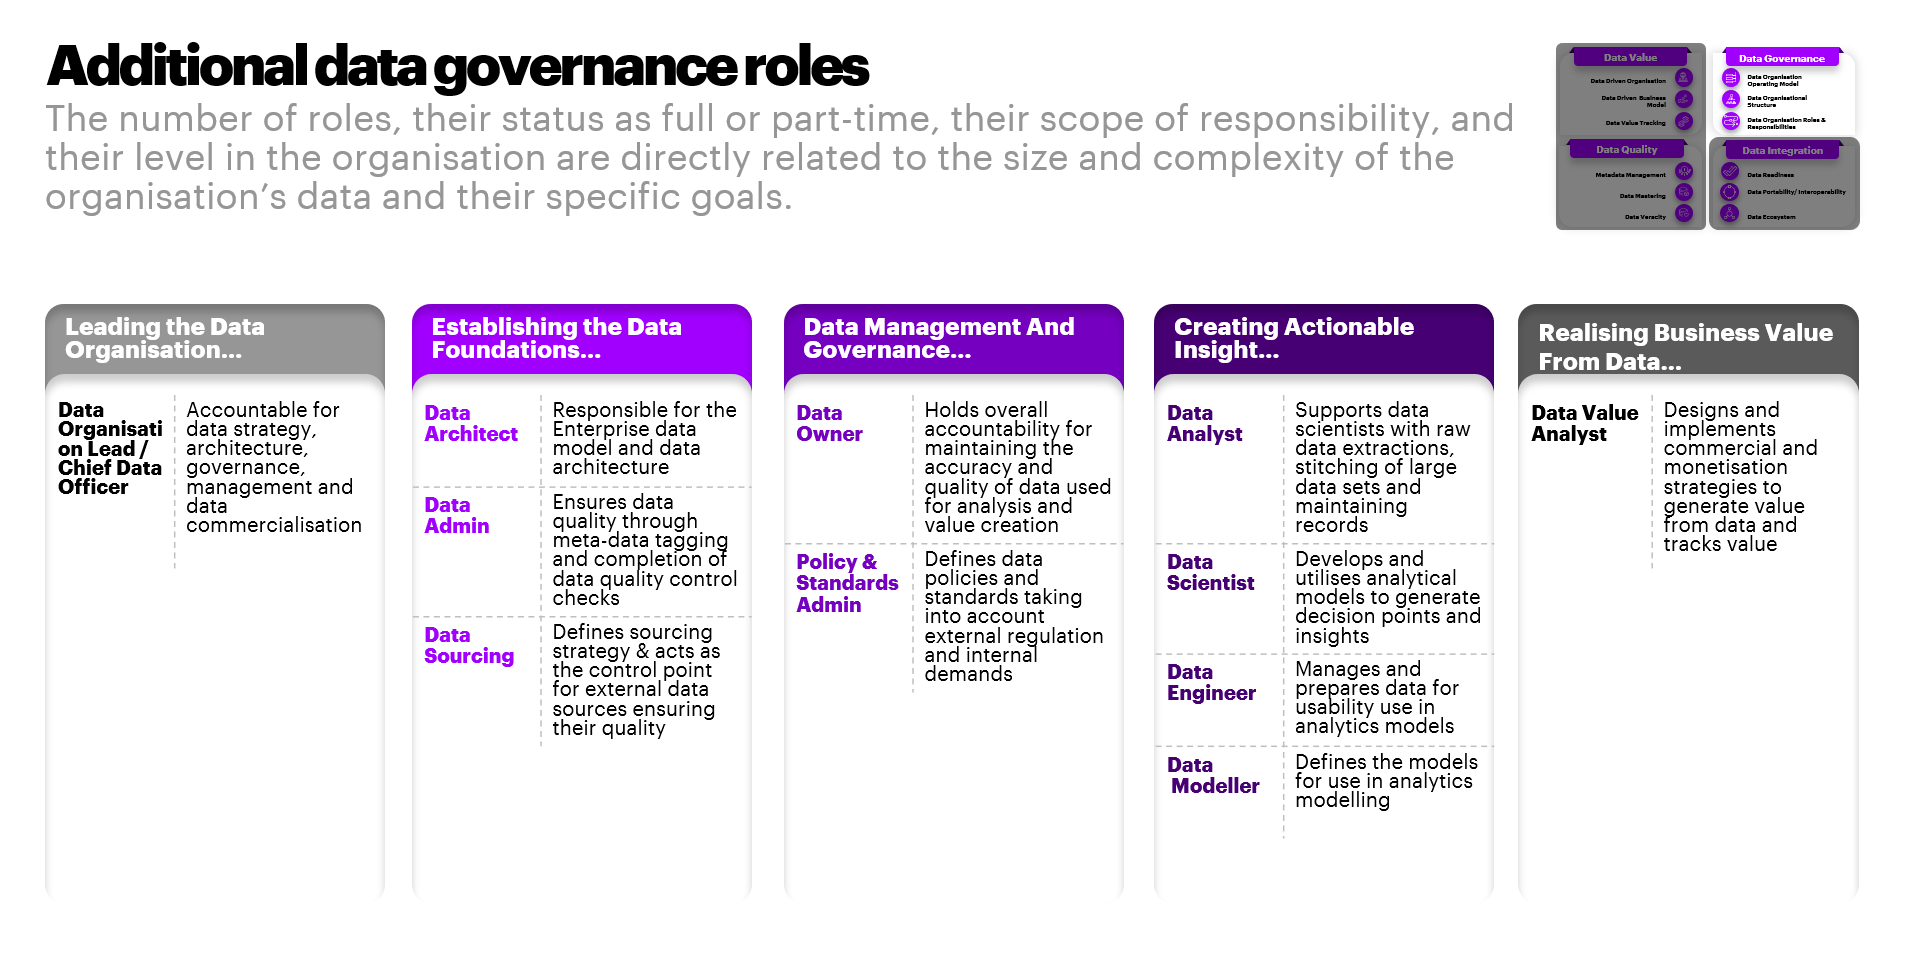 Additional data governance roles
The number of roles, their status as full or part-time, their scope of responsibility, and
their level in the organisation are directly related to the size and complexity of the
organisation’s data and their specific goals.
Data Value
Data Driven Organisation
Data Driven Business
Model
Data Value Tracking
Data Governance
Data Organisation
Operating Model
Data Organisational
Structure
Data Organisation Roles &
Responsibilities
Data Quality
Metadata Management
Data Mastering
Data Veracity
Data Integration
Data Readiness
Data Portability/ Interoperability
Data Ecosystem
Leading the Data
Organisation...
Data
Organisati
on Lead /
Chief Data
Officer
Accountable for
data strategy,
architecture,
governance,
management and
data
commercialisation
Establishing the Data
Foundations...
Data
Architect
Responsible for the
Enterprise data
model and data
architecture
Data
Admin
Ensures data
quality through
meta-data tagging
and completion of
data quality control
checks
Data
Sourcing
Defines sourcing
strategy & acts as
the control point
for external data
sources ensuring
their quality
Data Management And
Governance...
Data
Owner
Holds overall
accountability for
maintaining the
accuracy and
quality of data used
for analysis and
value creation
Policy &
Standards
Admin
Defines data
policies and
standards taking
into account
external regulation
and internal
demands
Creating Actionable
Insight...
Data
Analyst
Supports data
scientists with raw
data extractions,
stitching of large
data sets and
maintaining
records
Data
Scientist
Develops and
utilises analytical
models to generate
decision points and
insights
Data
Engineer
Manages and
prepares data for
usability use in
analytics models
Data
Modeller
Defines the models
for use in analytics
modelling
Realising Business Value
From Data...
Data Value
Analyst
Designs and
implements
commercial and
monetisation
strategies to
generate value
from data and
tracks value